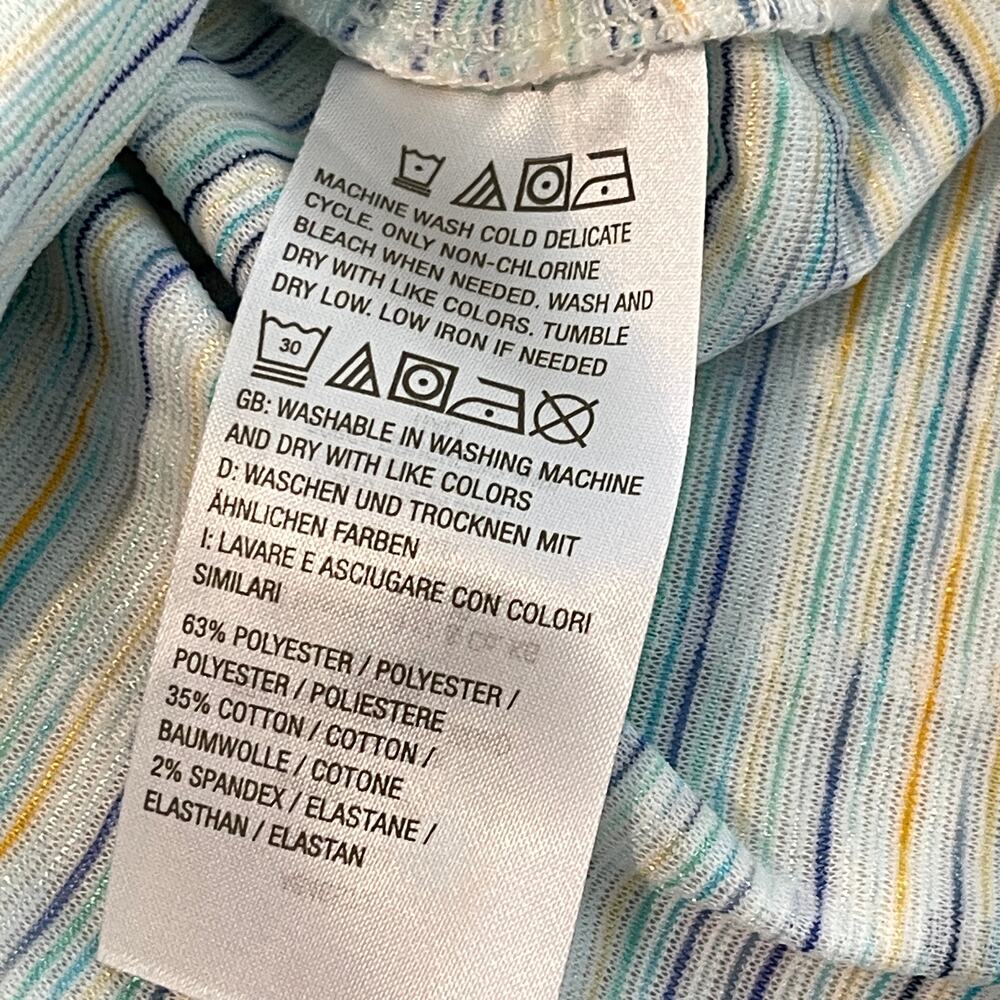 MACHINE WASH COLD DELICATE
CYCLE. ONLY NON-CHLORINE
BLEACH WHEN NEEDED. WASH AND
DRY WITH LIKE COLORS. TUMBLE
DRY LOW. LOW IRON IF NEEDED
30
GB: WASHABLE IN WASHING MACHINE
AND DRY WITH LIKE COLORS
D: WASCHEN UND TROCKNEN MIT
ÄHNLICHEN FARBEN
I: LAVARE E ASCIUGARE CON COLORI
SIMILARI
63% POLYESTER / POLYESTER /
POLYESTER / POLIESTERE
35% COTTON / COTTON /
BAUMWOLLE / COTONE
2% SPANDEX / ELASTANE /
ELASTHAN / ELASTAN